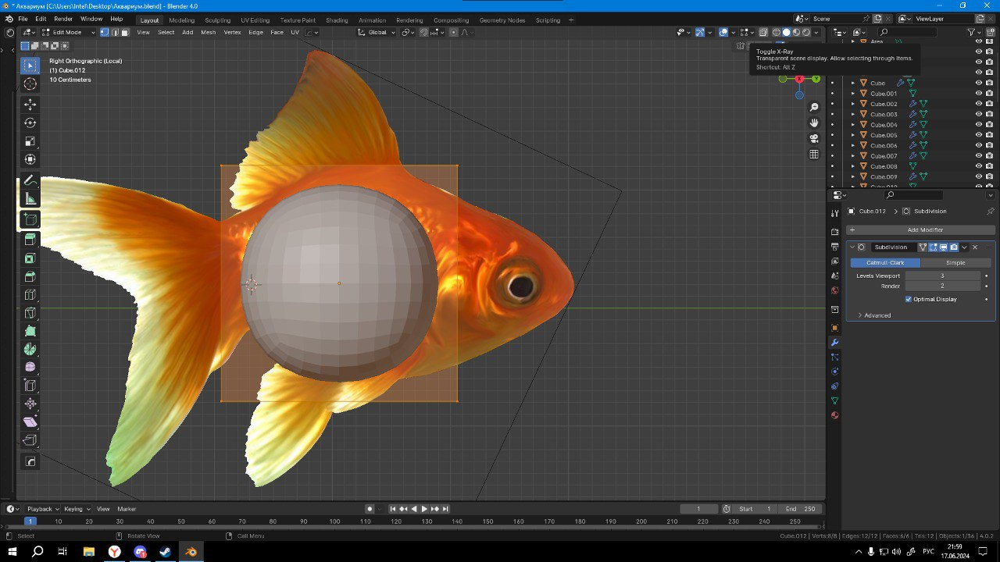 * Аквариум [C:\Users\Intel\Desktop\Аквариум.blend] - Blender 4.0
File Edit Render Window Help Layout Modeling Sculpting UV Editing Texture Paint Shading Animation Rendering Compositing Geometry Nodes Scripting + Scene ViewLayer
Edit Mode View Select Add Mesh Vertex Edge Face UV Global
Right Orthographic (Local)
(1) Cube.012
10 Centimeters
Toggle X-Ray
Transparent scene display. Allow selecting through items.
Shortcut: Alt Z
X
Y
Area
Cube
Cube.001
Cube.002
Cube.003
Cube.004
Cube.005
Cube.006
Cube.007
Cube.008
Cube.009
Cube.012 > Subdivision
+ Add Modifier
Subdivision
Catmull-Clark Simple
Levels Viewport 3
Render 2
Optimal Display
Advanced
Playback Keying View Marker 1 Start 1 End 250
1 10 20 30 40 50 60 70 80 90 100 110 120 130 140 150 160 170 180 190 200 210 220 230 240 250
Select Rotate View Call Menu Cube.012 | Verts:8/8 | Edges:12/12 | Faces:6/6 | Tris:12 | Objects:1/36 | 4.0.2
РУС
21:59
17.06.2024